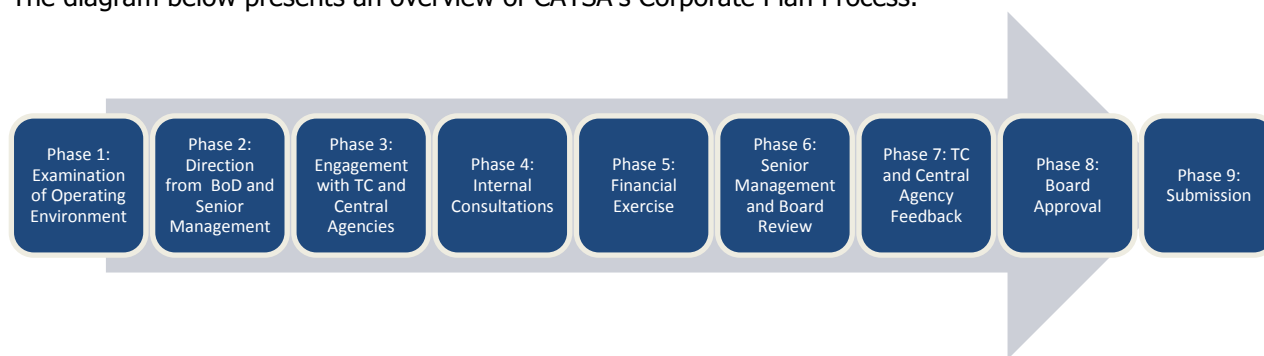 The diagram below presents an overview of CATSA's Corporate Plan Process.
Phase 1:
Examination
of Operating
Environment
Phase 2:
Direction
from BoD and
Senior
Management
Phase 3:
Engagement
with TC and
Central
Agencies
Phase 4:
Internal
Consultations
Phase 5:
Financial
Exercise
Phase 6:
Senior
Management
and Board
Review
Phase 7: TC
and Central
Agency
Feedback
Phase 8:
Board
Approval
Phase 9:
Submission